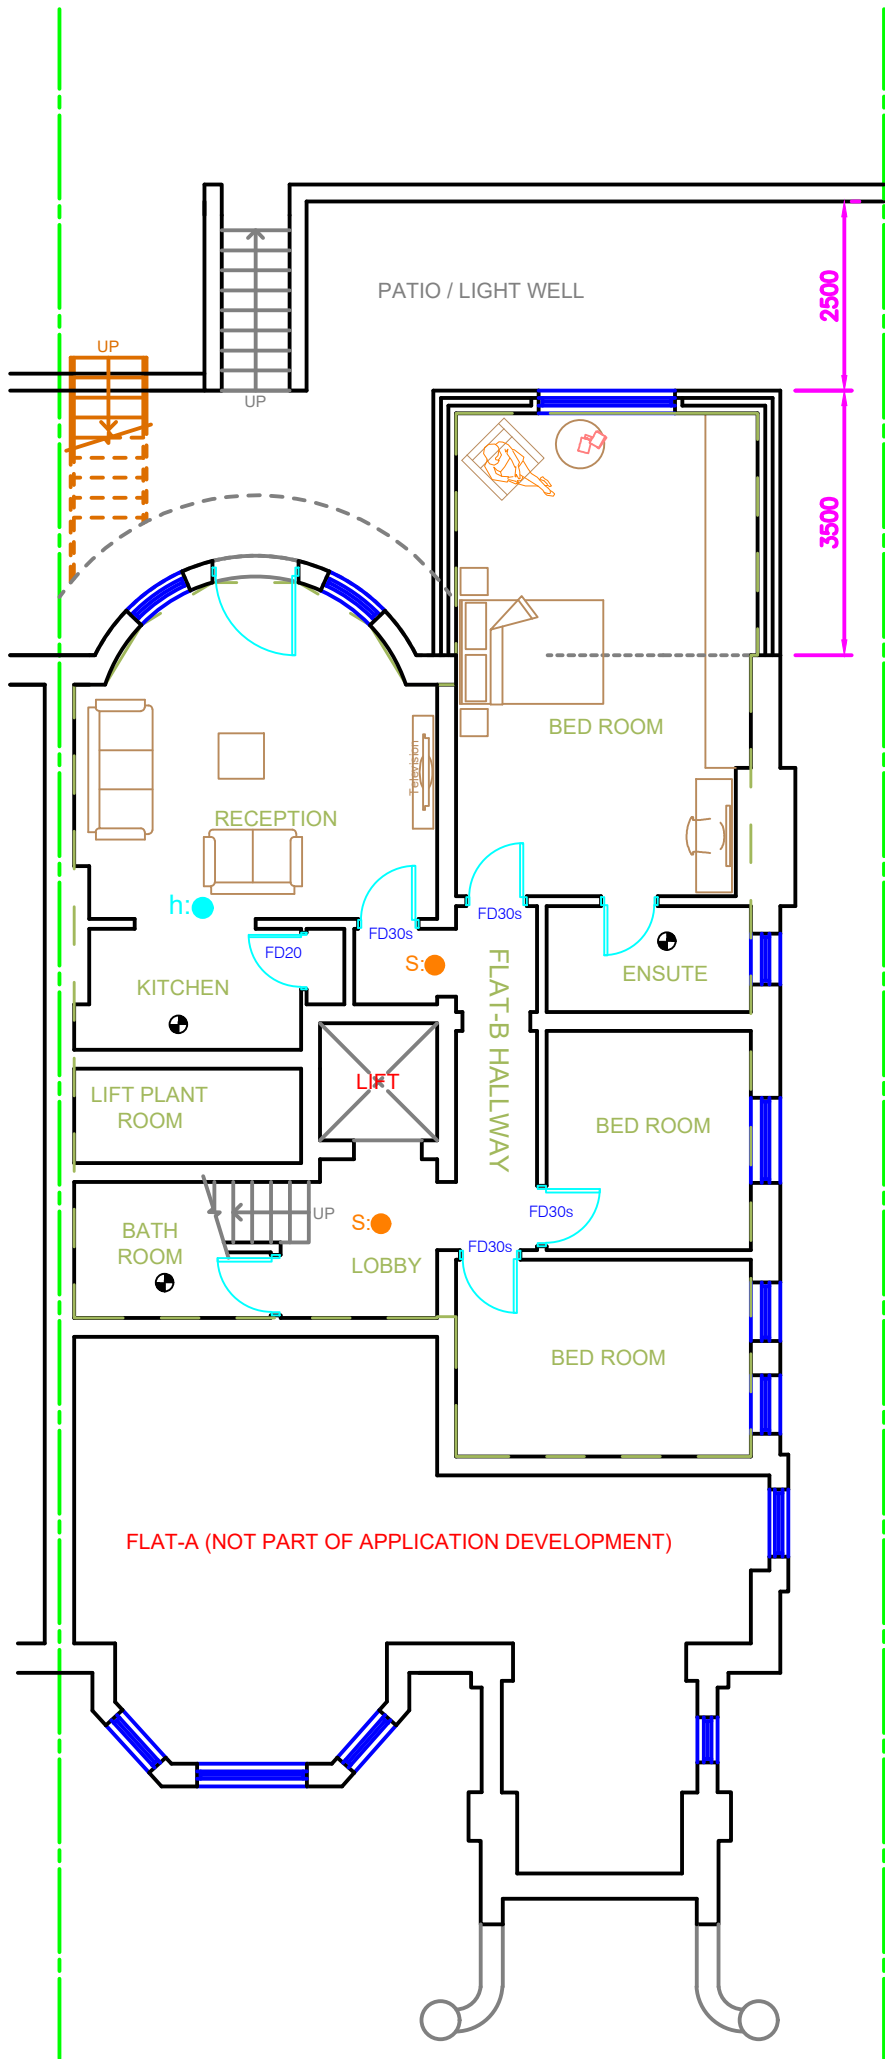 PATIO / LIGHT WELL
2500
UP
UP
3500
BED ROOM
Television
RECEPTION
h:
FD30s
FD30s
FD20
S:
ENSUTE
KITCHEN
FLAT-B HALLWAY
LIFT
LIFT PLANT
ROOM
BED ROOM
UP
S:
FD30s
BATH
ROOM
FD30s
LOBBY
BED ROOM
FLAT-A (NOT PART OF APPLICATION DEVELOPMENT)